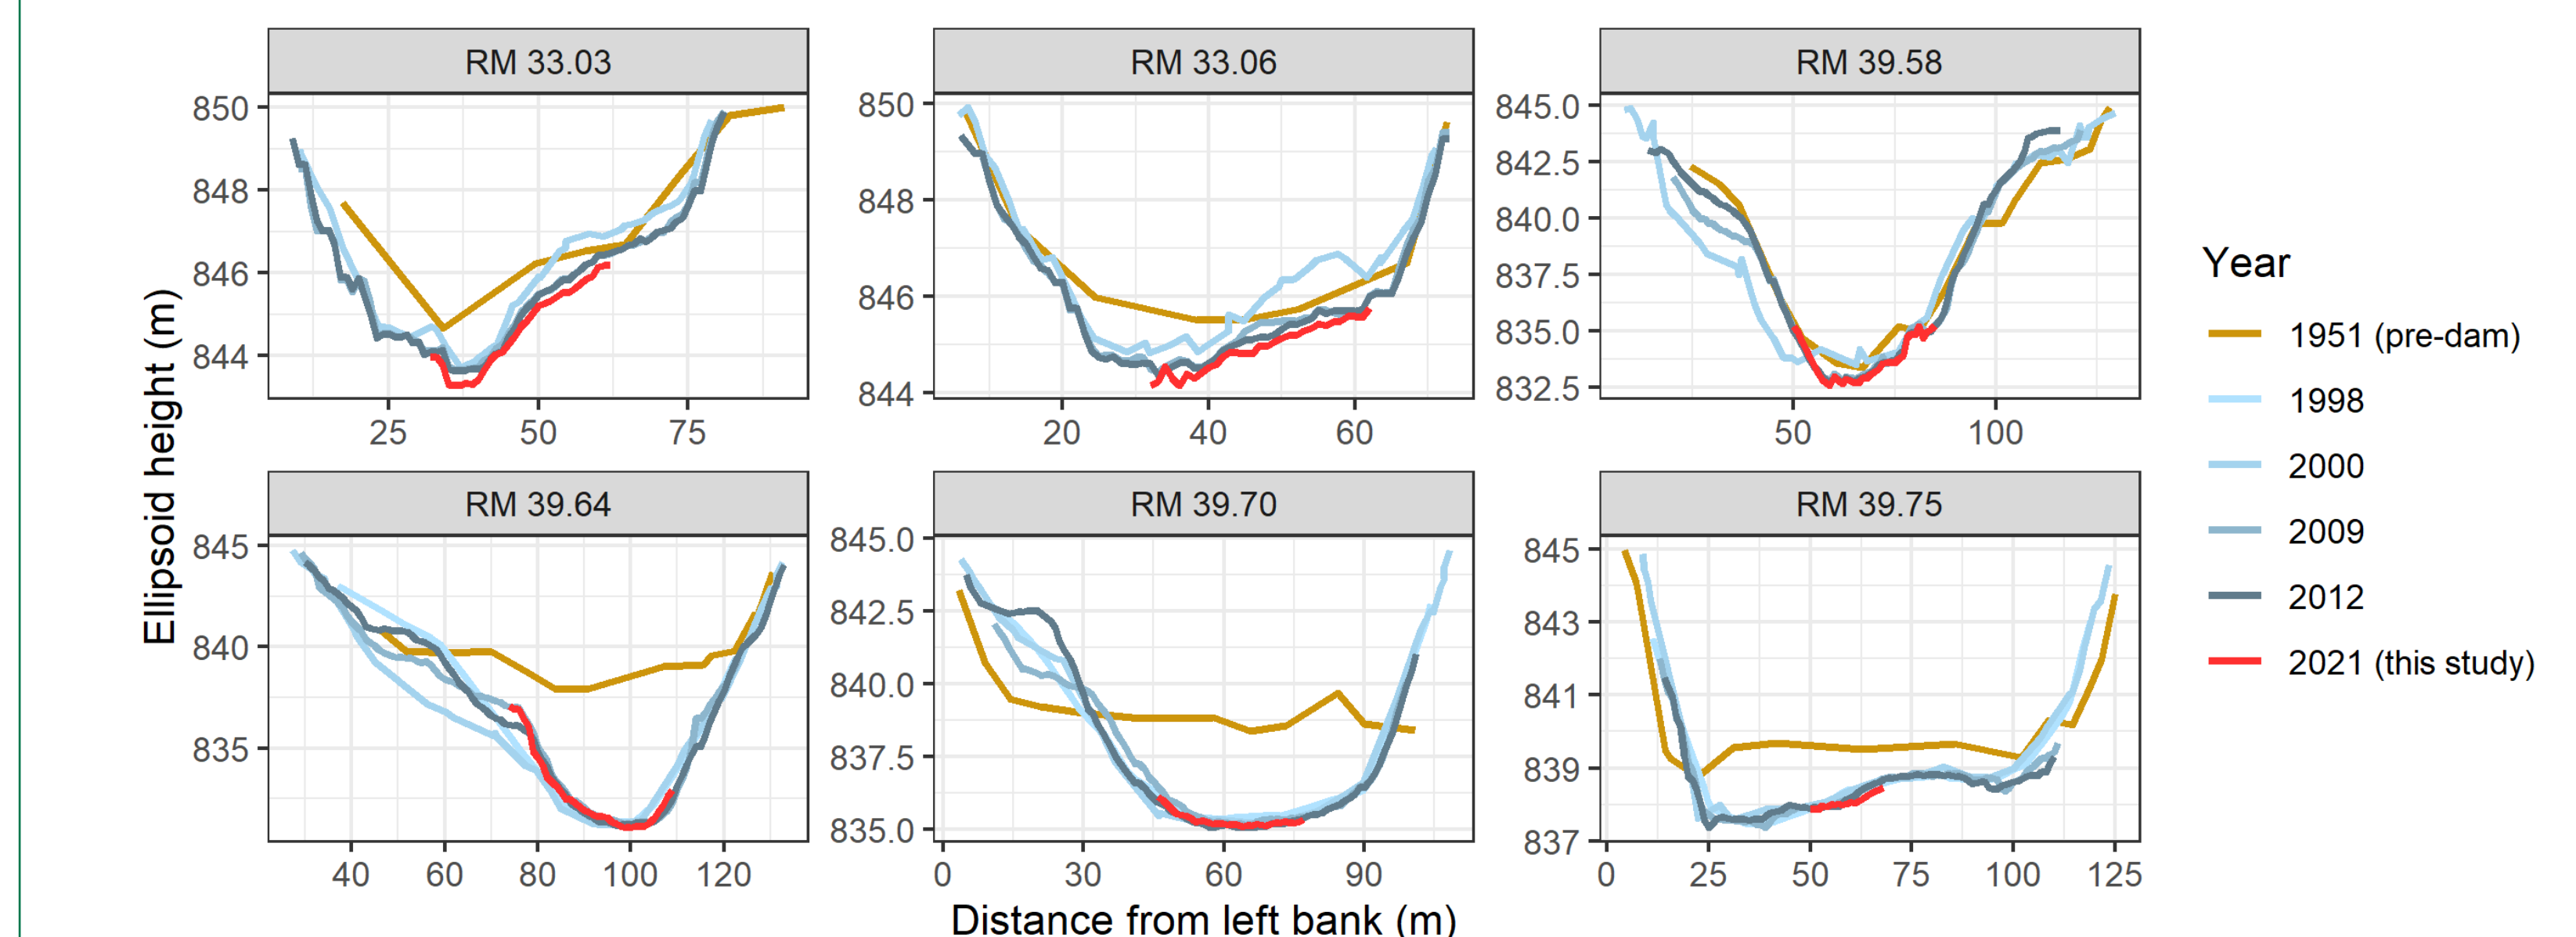 RM 33.03
RM 33.06
RM 39.58
850
848
846
844
25 50 75
850
848
846
844
20 40 60
845.0
842.5
840.0
837.5
835.0
832.5
50 100
Ellipsoid height (m)
RM 39.64
RM 39.70
RM 39.75
845
840
835
40 60 80 100 120
845.0
842.5
840.0
837.5
835.0
0 30 60 90
845
843
841
839
837
0 25 50 75 100 125
Distance from left bank (m)
Year
1951 (pre-dam)
1998
2000
2009
2012
2021 (this study)